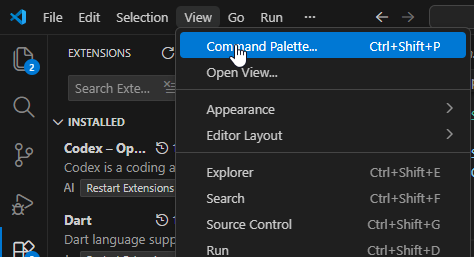 File Edit Selection View Go Run ···
EXTENSIONS
Search Exte...
INSTALLED
Codex – Op...
Codex is a coding a
AI Restart Extensions
Dart
Dart language supp
2
Command Palette... Ctrl+Shift+P
Open View...
Appearance
Editor Layout
Explorer Ctrl+Shift+E
Search Ctrl+Shift+F
Source Control Ctrl+Shift+G
Run Ctrl+Shift+D